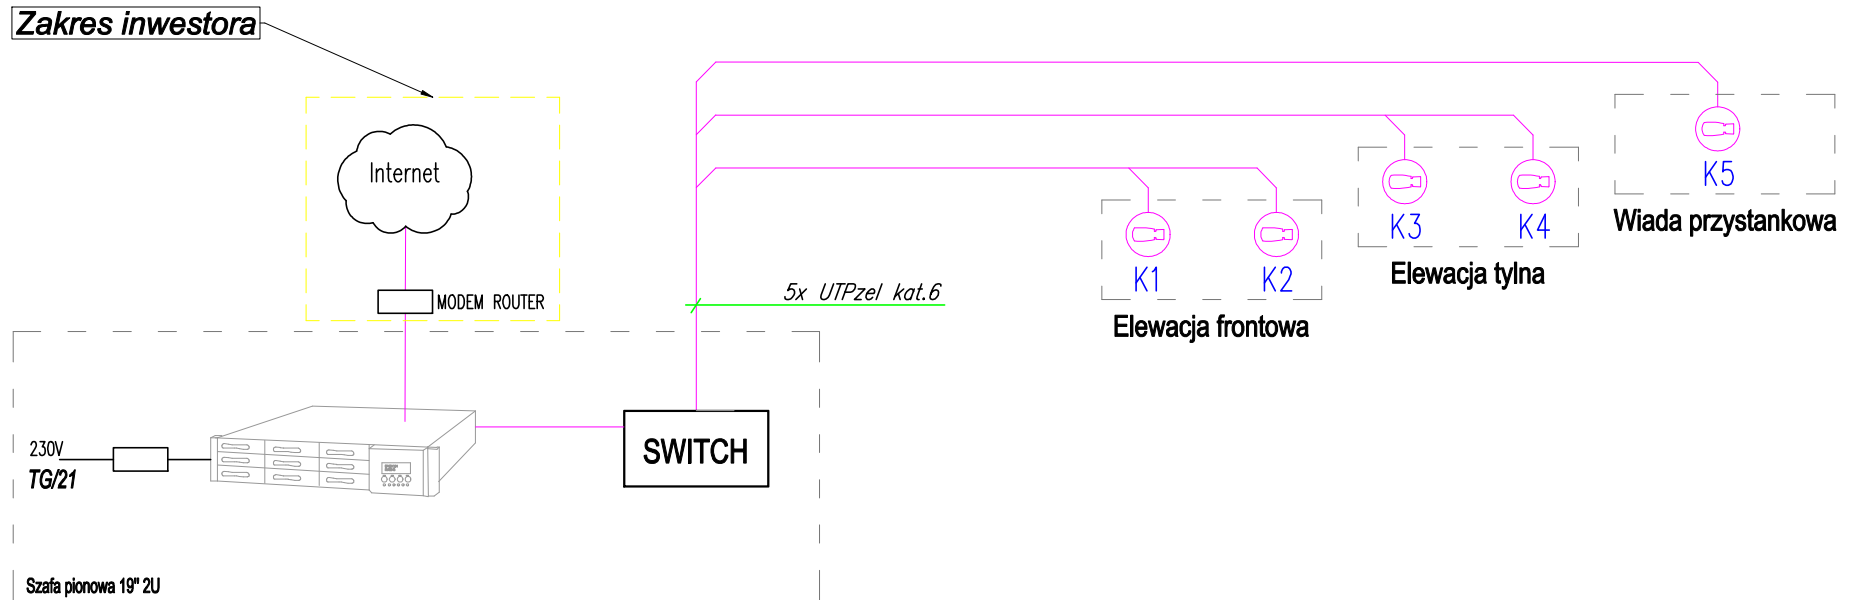 Zakres inwestora
Internet
MODEM ROUTER
5x UTPzel kat.6
K5
Wiada przystankowa
K3
K4
Elewacja tylna
K1
K2
Elewacja frontowa
230V
TG/21
SWITCH
Szafa pionowa 19" 2U